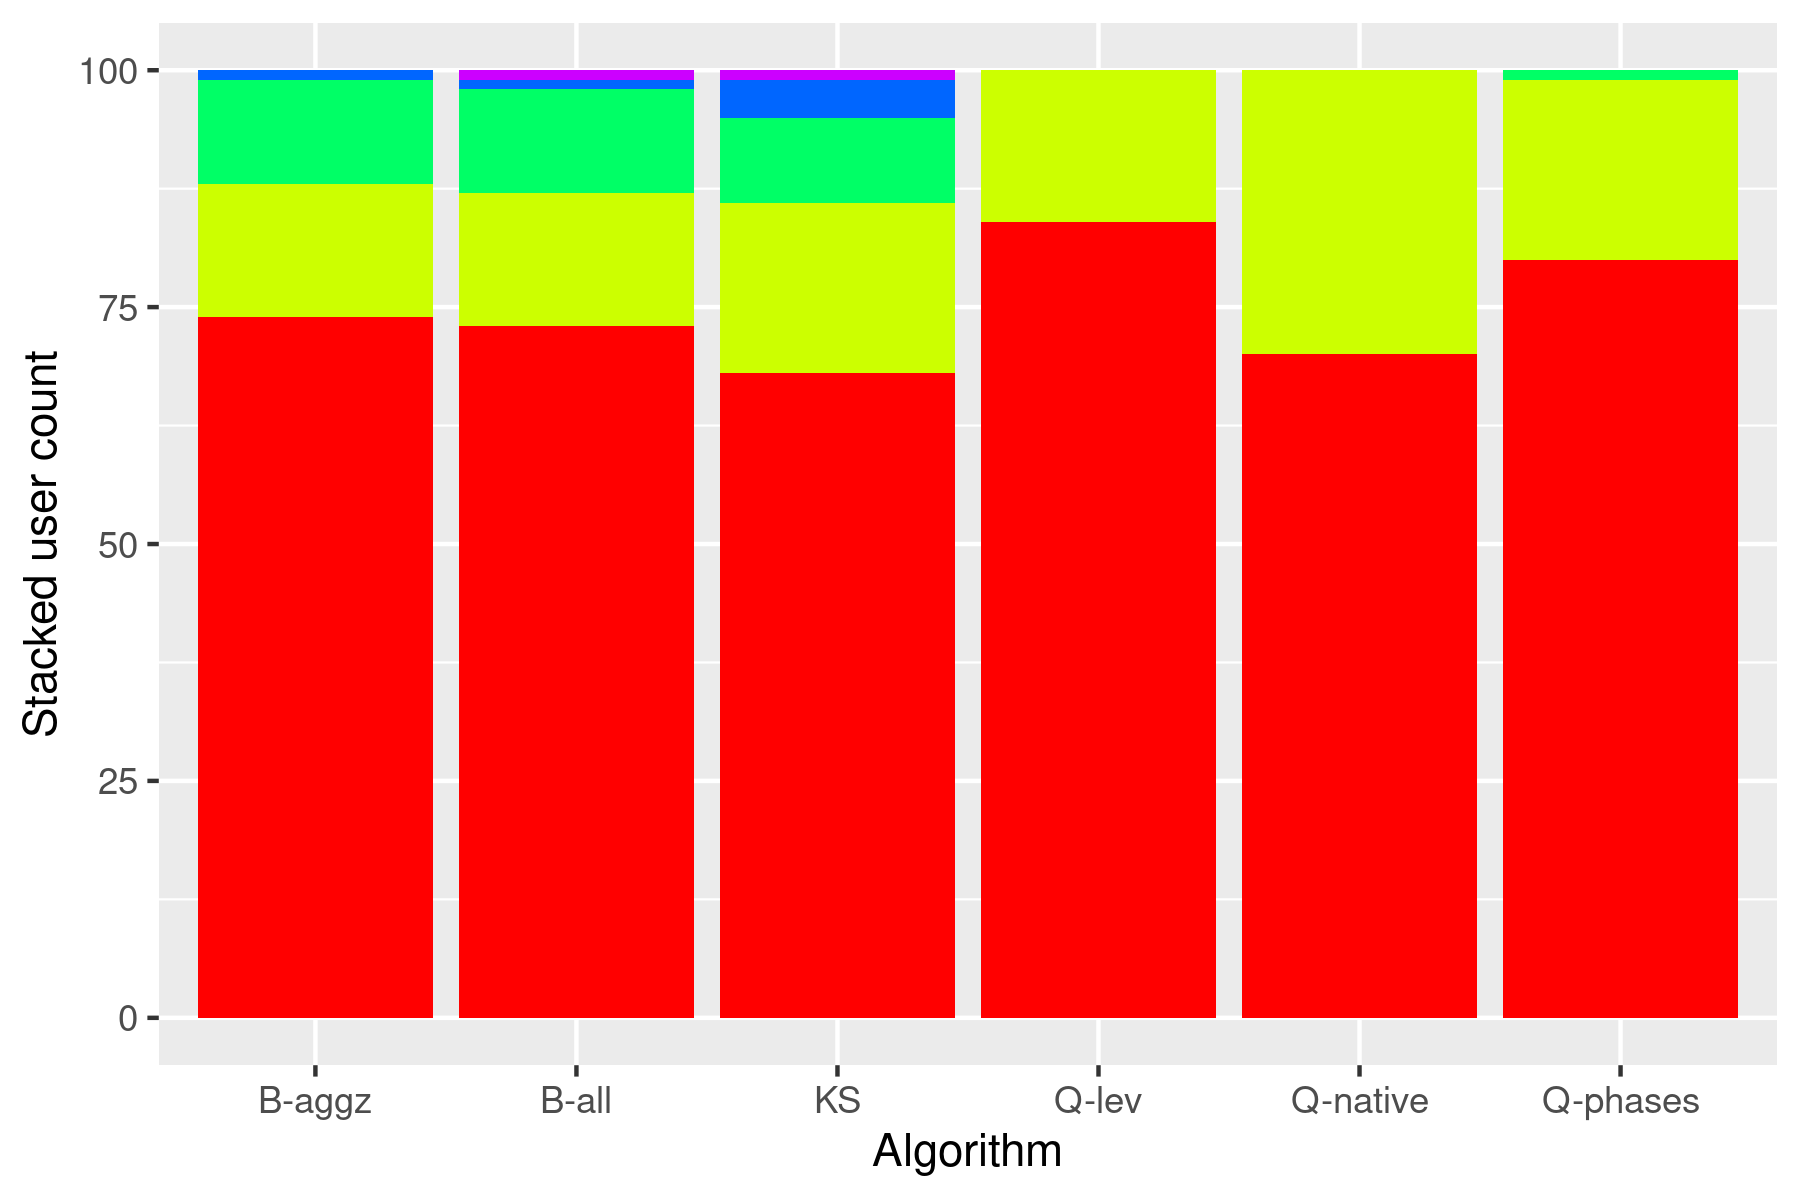 Stacked user count
100
75
50
25
0
B-aggz B-all KS Q-lev Q-native Q-phases
Algorithm